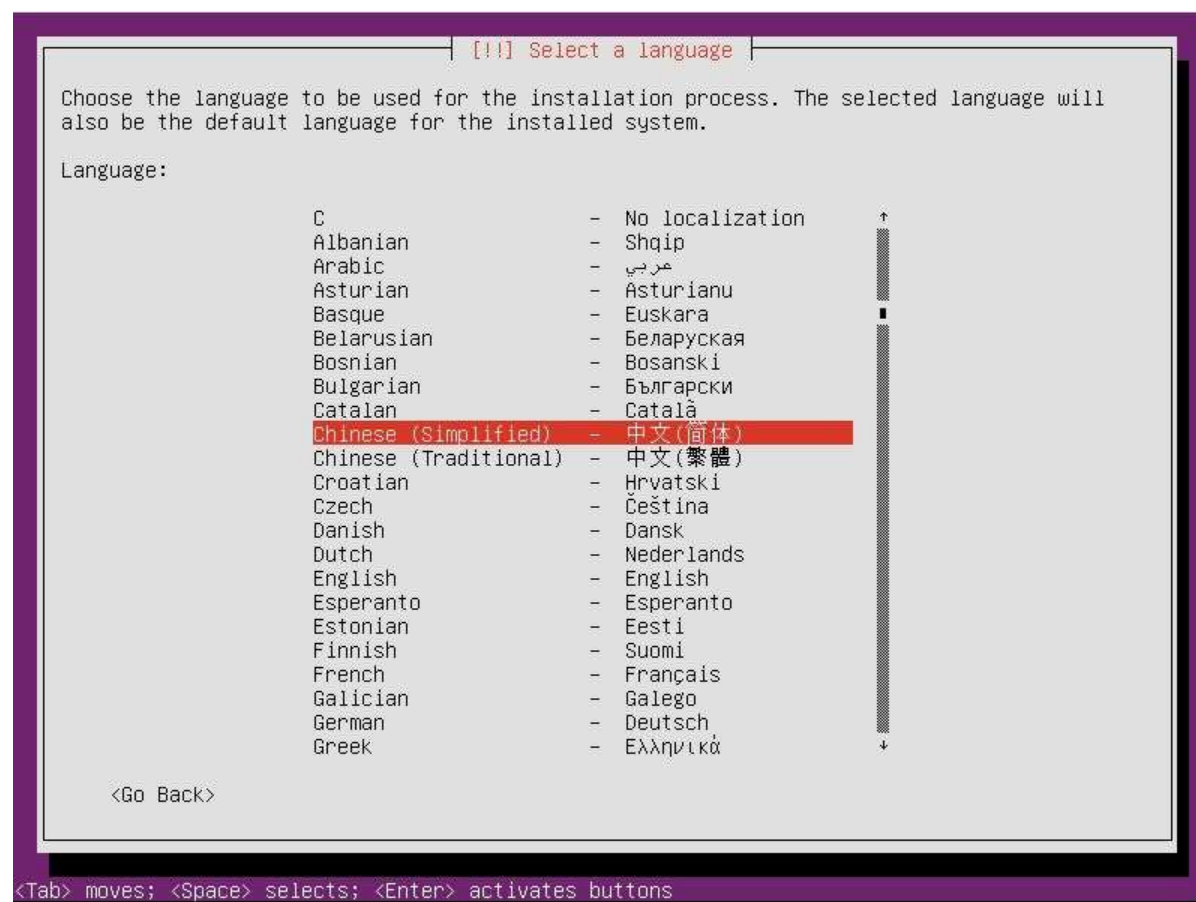 [!!] Select a language
Choose the language to be used for the installation process. The selected language will
also be the default language for the installed system.
Language:
C - No localization
Albanian - Shqip
Arabic - عربي
Asturian - Asturianu
Basque - Euskara
Belarusian - Беларуская
Bosnian - Bosanski
Bulgarian - Български
Catalan - Català
Chinese (Simplified) - 中文(简体)
Chinese (Traditional) - 中文(繁體)
Croatian - Hrvatski
Czech - Čeština
Danish - Dansk
Dutch - Nederlands
English - English
Esperanto - Esperanto
Estonian - Eesti
Finnish - Suomi
French - Français
Galician - Galego
German - Deutsch
Greek - Ελληνικά
<Go Back>
<Tab> moves; <Space> selects; <Enter> activates buttons